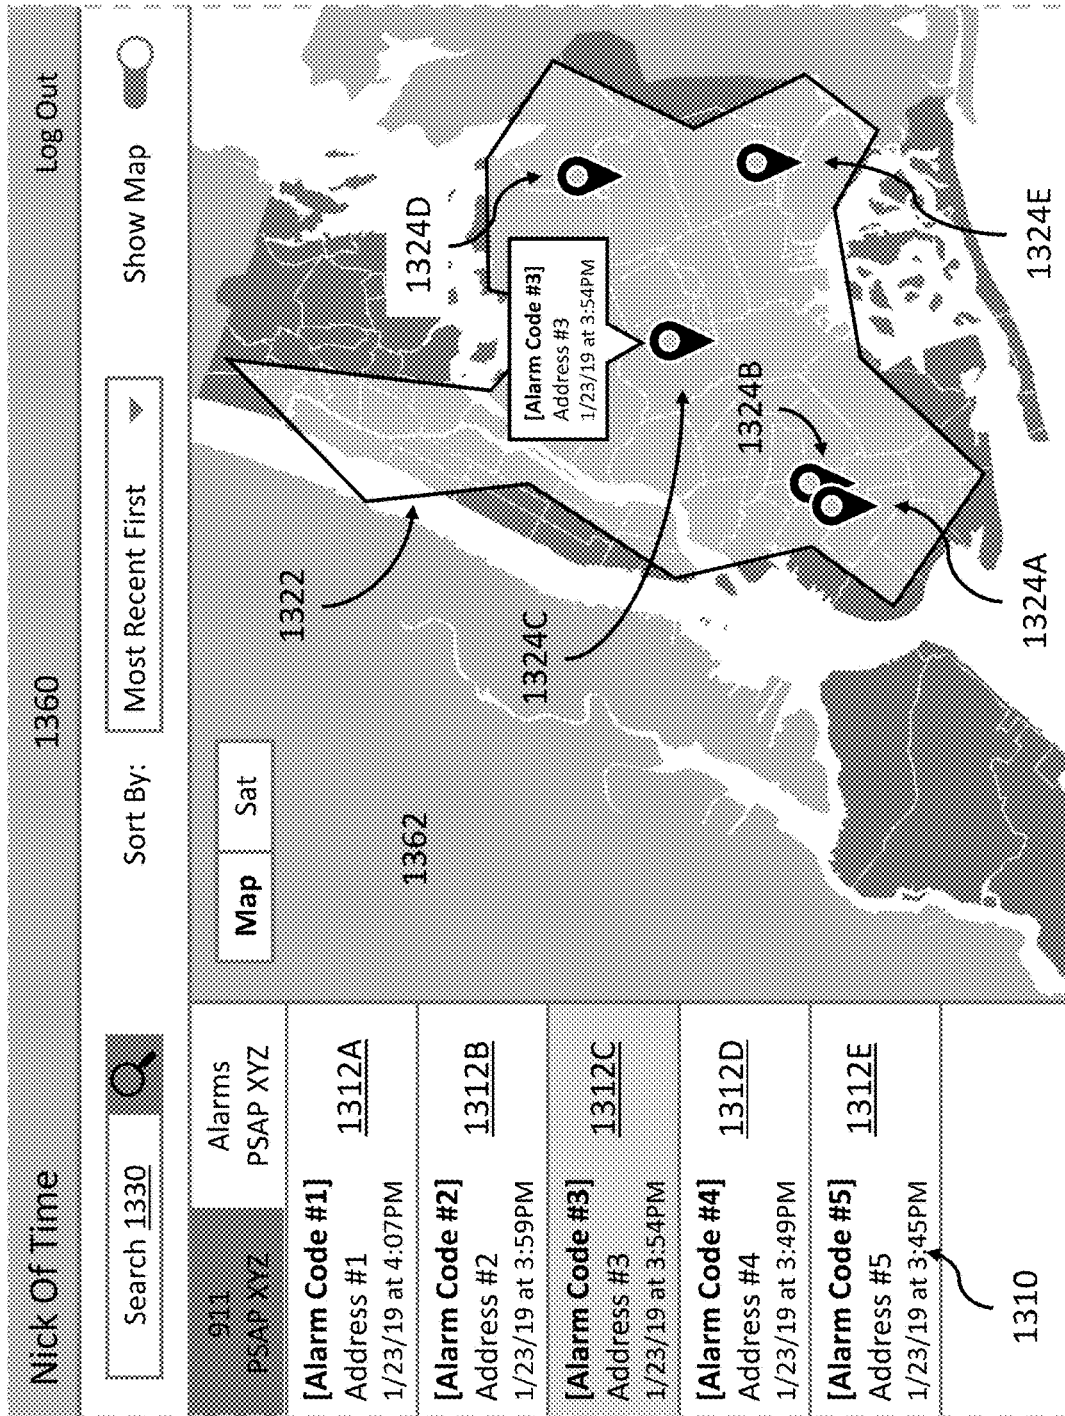 Nick Of Time
1360
Log Out
Search 1330
Sort By:
Most Recent First
Show Map
911
PSAP XYZ
Alarms
PSAP XYZ
[Alarm Code #1]
Address #1
1/23/19 at 4:07PM
1312A
[Alarm Code #2]
Address #2
1/23/19 at 3:59PM
1312B
[Alarm Code #3]
Address #3
1/23/19 at 3:54PM
1312C
[Alarm Code #4]
Address #4
1/23/19 at 3:49PM
1312D
[Alarm Code #5]
Address #5
1/23/19 at 3:45PM
1312E
1310
Map
Sat
1362
1322
1324C
[Alarm Code #3]
Address #3
1/23/19 at 3:54PM
1324D
1324B
1324A
1324E